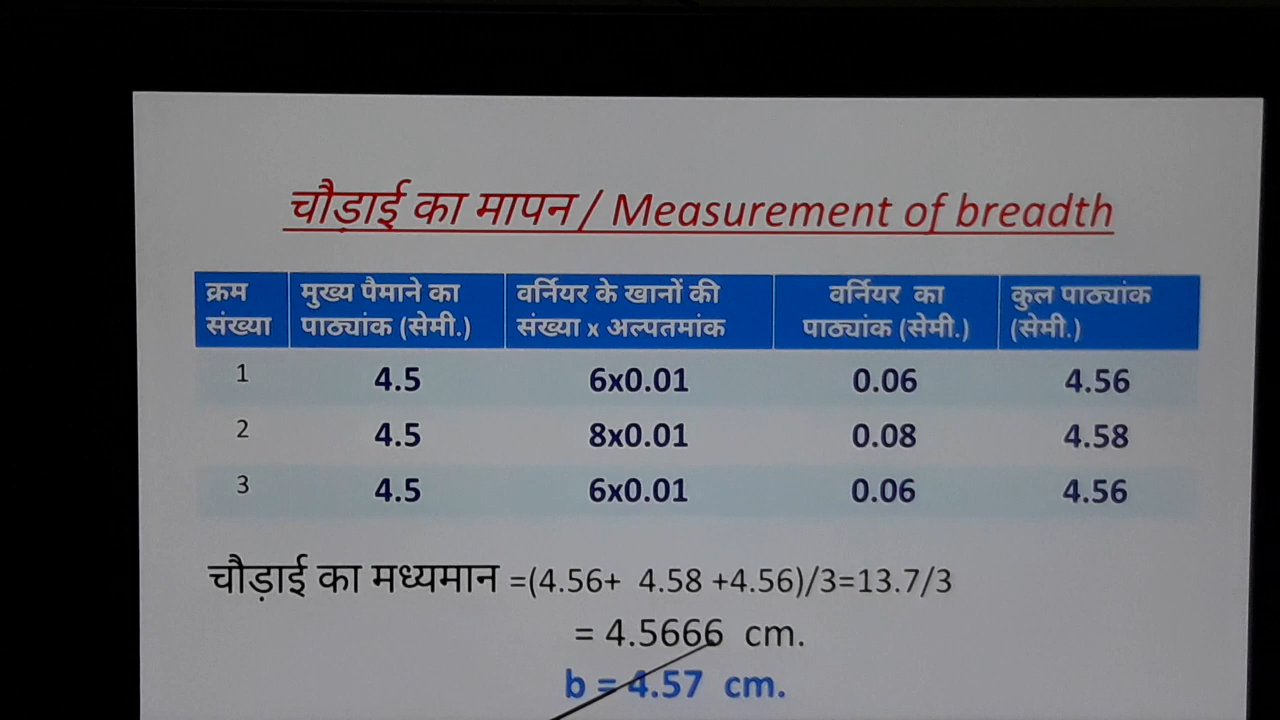 चौड़ाई का मापन / Measurement of breadth
क्रम संख्या | मुख्य पैमाने का पाठ्यांक (सेमी.) | वर्नियर के खानों की संख्या x अल्पतमांक | वर्नियर का पाठ्यांक (सेमी.) | कुल पाठ्यांक (सेमी.)
1 4.5 6x0.01 0.06 4.56
2 4.5 8x0.01 0.08 4.58
3 4.5 6x0.01 0.06 4.56
चौड़ाई का मध्यमान =(4.56+ 4.58 +4.56)/3=13.7/3
= 4.5666 cm.
b = 4.57 cm.